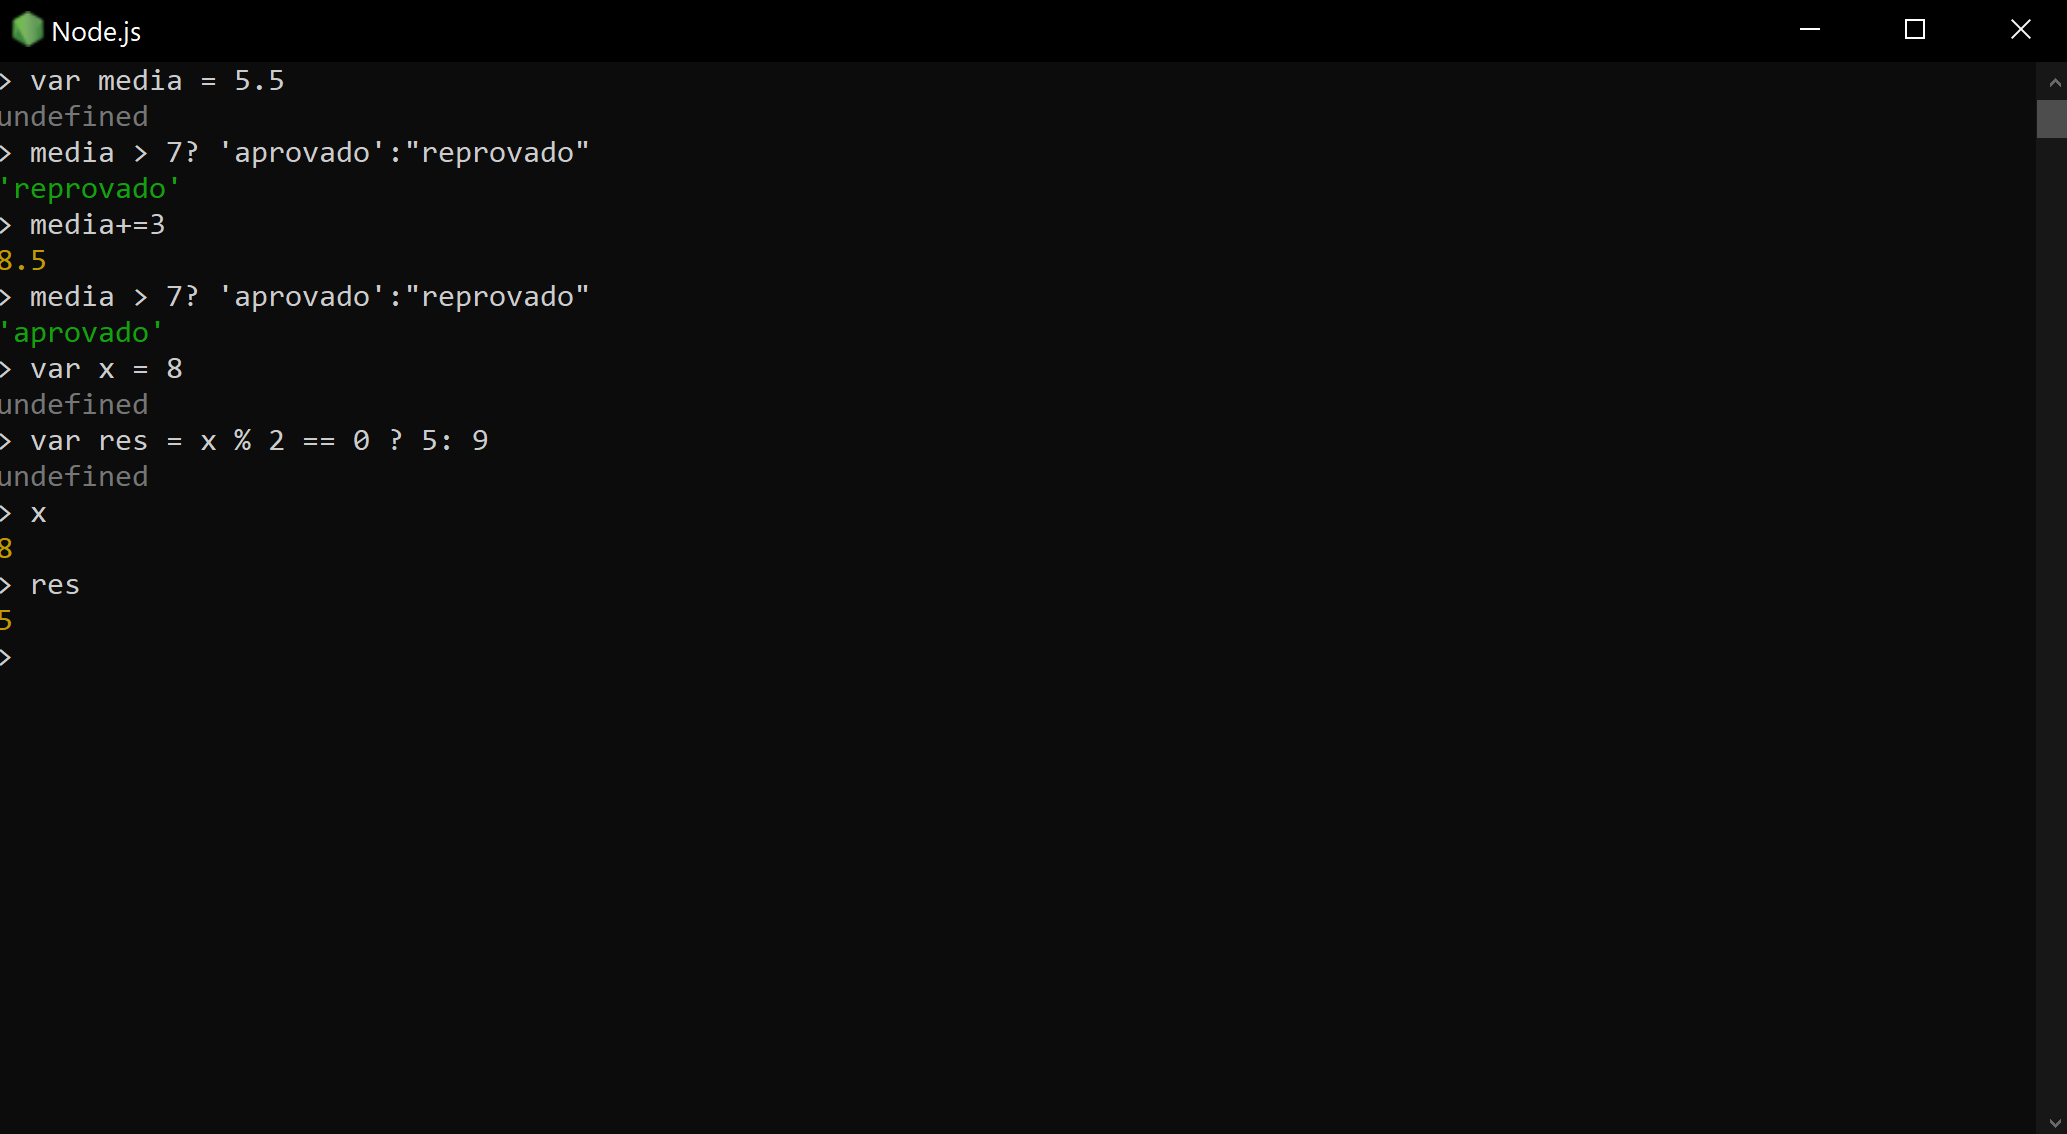 Node.js
> var media = 5.5
undefined
> media > 7? 'aprovado':"reprovado"
'reprovado'
> media+=3
8.5
> media > 7? 'aprovado':"reprovado"
'aprovado'
> var x = 8
undefined
> var res = x % 2 == 0 ? 5: 9
undefined
> x
8
> res
5
>